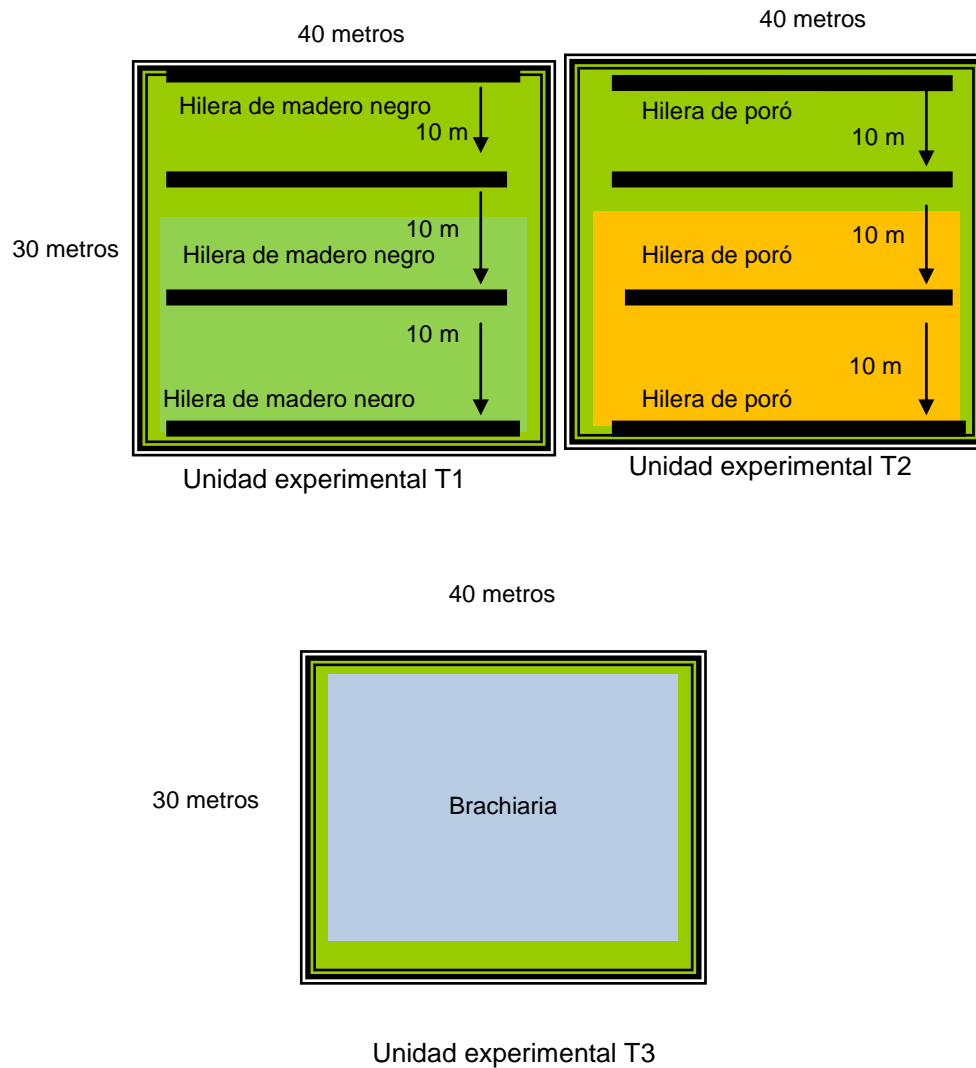 40 metros
40 metros
Hilera de madero negro
10 m
Hilera de poró
10 m
30 metros
10 m
Hilera de madero negro
10 m
Hilera de poró
10 m
10 m
Hilera de madero negro
Hilera de poró
Unidad experimental T1
Unidad experimental T2
40 metros
30 metros
Brachiaria
Unidad experimental T3